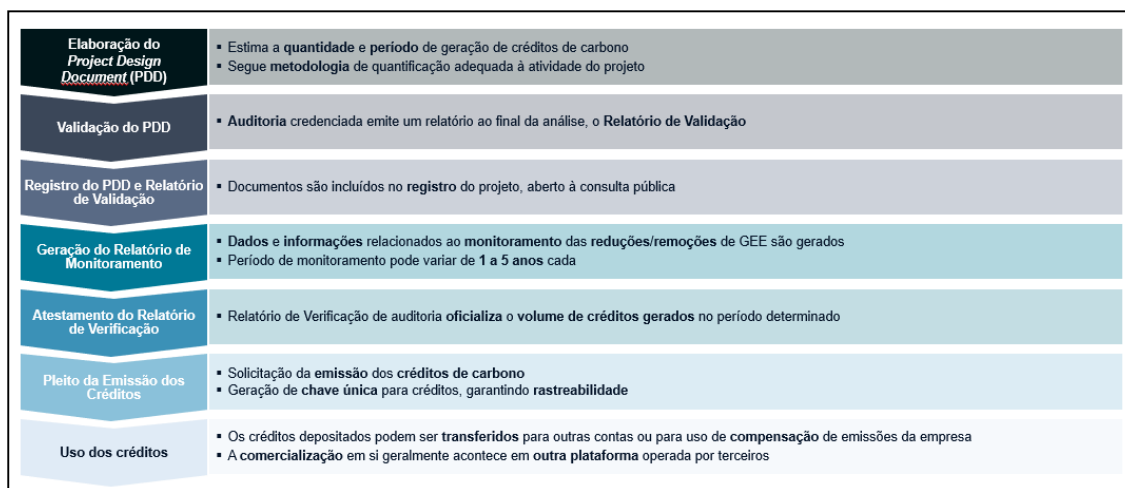 Elaboração do
Project Design
Document (PDD)
▪ Estima a quantidade e período de geração de créditos de carbono
▪ Segue metodologia de quantificação adequada à atividade do projeto
Validação do PDD
▪ Auditoria credenciada emite um relatório ao final da análise, o Relatório de Validação
Registro do PDD e Relatório
de Validação
▪ Documentos são incluídos no registro do projeto, aberto à consulta pública
Geração do Relatório de
Monitoramento
▪ Dados e informações relacionados ao monitoramento das reduções/remoções de GEE são gerados
▪ Período de monitoramento pode variar de 1 a 5 anos cada
Atestamento do Relatório
de Verificação
▪ Relatório de Verificação de auditoria oficializa o volume de créditos gerados no período determinado
Pleito da Emissão dos
Créditos
▪ Solicitação da emissão dos créditos de carbono
▪ Geração de chave única para créditos, garantindo rastreabilidade
Uso dos créditos
▪ Os créditos depositados podem ser transferidos para outras contas ou para uso de compensação de emissões da empresa
▪ A comercialização em si geralmente acontece em outra plataforma operada por terceiros